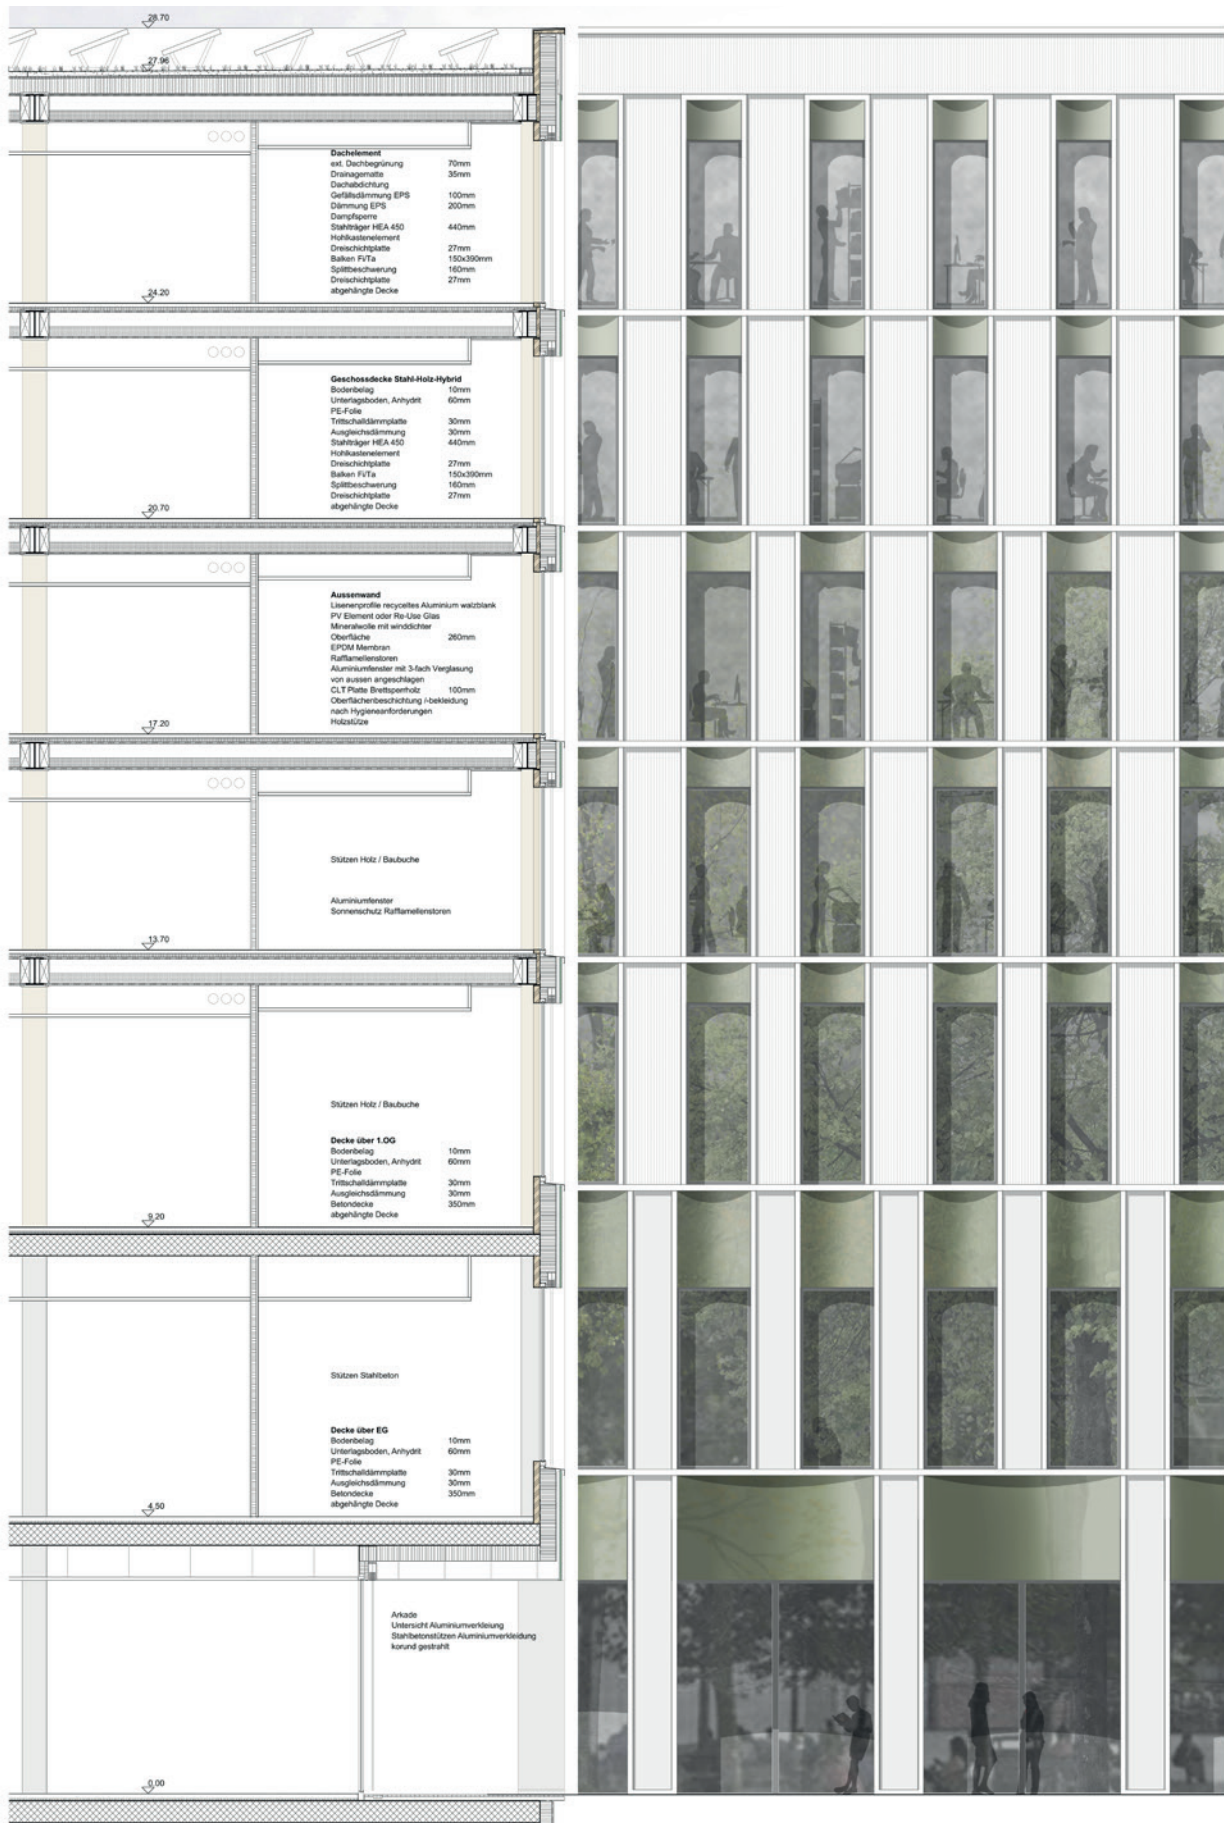 28.70
27.96
Dachelement
ext. Dachbegrünung 70mm
Drainagematte 35mm
Dachabdichtung
Gefällsdämmung EPS 100mm
Dämmung EPS 200mm
Dampfsperre
Stahlträger HEA 450 440mm
Hohlkastenelement
Dreischichtplatte 27mm
Balken Fi/Ta 150x390mm
Splittbeschwerung 160mm
Dreischichtplatte 27mm
abgehängte Decke
24.20
Geschossdecke Stahl-Holz-Hybrid
Bodenbelag 10mm
Unterlagsboden, Anhydrit 60mm
PE-Folie
Trittschalldämmplatte 30mm
Ausgleichsdämmung 30mm
Stahlträger HEA 450 440mm
Hohlkastenelement
Dreischichtplatte 27mm
Balken Fi/Ta 150x390mm
Splittbeschwerung 160mm
Dreischichtplatte 27mm
abgehängte Decke
20.70
Aussenwand
Lisenenprofile recyceltes Aluminium walzblank
PV Element oder Re-Use Glas
Mineralwolle mit winddichter
Oberfläche 260mm
EPDM Membran
Rafflamellenstoren
Aluminiumfenster mit 3-fach Verglasung
von aussen angeschlagen
CLT Platte Brettsperrholz 100mm
Oberflächenbeschichtung /-bekleidung
nach Hygieneanforderungen
Holzstütze
17.20
Stützen Holz / Baubuche
Aluminiumfenster
Sonnenschutz Rafflamellenstoren
13.70
Stützen Holz / Baubuche
Decke über 1.OG
Bodenbelag 10mm
Unterlagsboden, Anhydrit 60mm
PE-Folie
Trittschalldämmplatte 30mm
Ausgleichsdämmung 30mm
Betondecke 350mm
abgehängte Decke
9.20
Stützen Stahlbeton
Decke über EG
Bodenbelag 10mm
Unterlagsboden, Anhydrit 60mm
PE-Folie
Trittschalldämmplatte 30mm
Ausgleichsdämmung 30mm
Betondecke 350mm
abgehängte Decke
4.50
Arkade
Untersicht Aluminiumverkleiung
Stahlbetonstützen Aluminiumverkleidung
korund gestrahlt
0.00